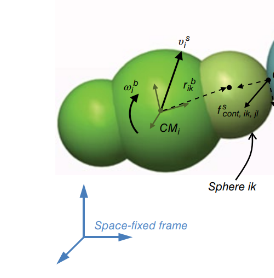 v_i^s
ω_i^b
r_ik^b
f^s_cont, ik, jl
CM_i
Sphere ik
Space-fixed frame